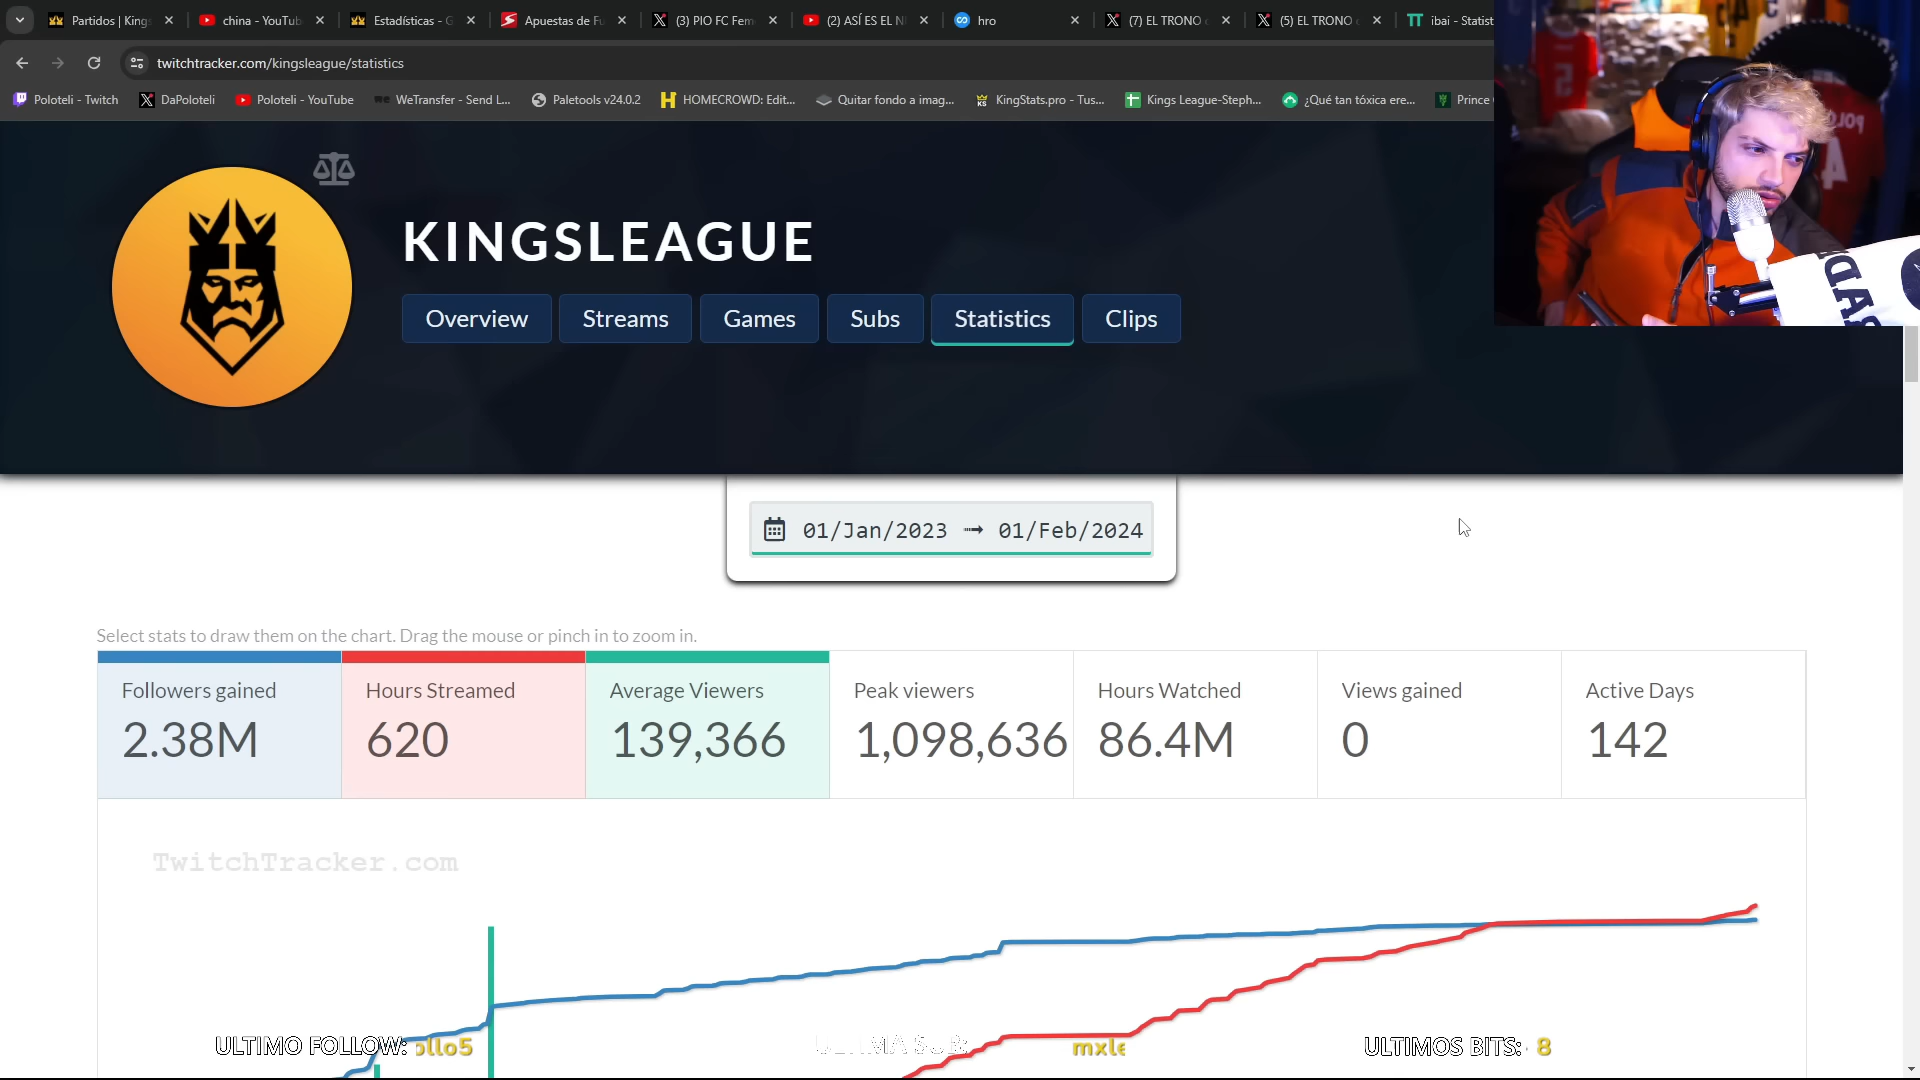 Partidos | Kings
china - YouTub
Estadísticas - G
Apuestas de Fu
(3) PIO FC Fem
(2) ASÍ ES EL N
hro
(7) EL TRONO
(5) EL TRONO
ibai - Statist
twitchtracker.com/kingsleague/statistics
Poloteli - Twitch
DaPoloteli
Poloteli - YouTube
WeTransfer - Send L...
Paletools v24.0.2
HOMECROWD: Edit...
Quitar fondo a imag...
KingStats.pro - Tus...
Kings League-Steph...
¿Qué tan tóxica ere...
Prince
KINGSLEAGUE
Overview
Streams
Games
Subs
Statistics
Clips
01/Jan/2023 → 01/Feb/2024
Select stats to draw them on the chart. Drag the mouse or pinch in to zoom in.
Followers gained
2.38M
Hours Streamed
620
Average Viewers
139,366
Peak viewers
1,098,636
Hours Watched
86.4M
Views gained
0
Active Days
142
TwitchTracker.com
ULTIMO FOLLOW: ollo5
ULTIMA SUB: mxle
ULTIMOS BITS: 8